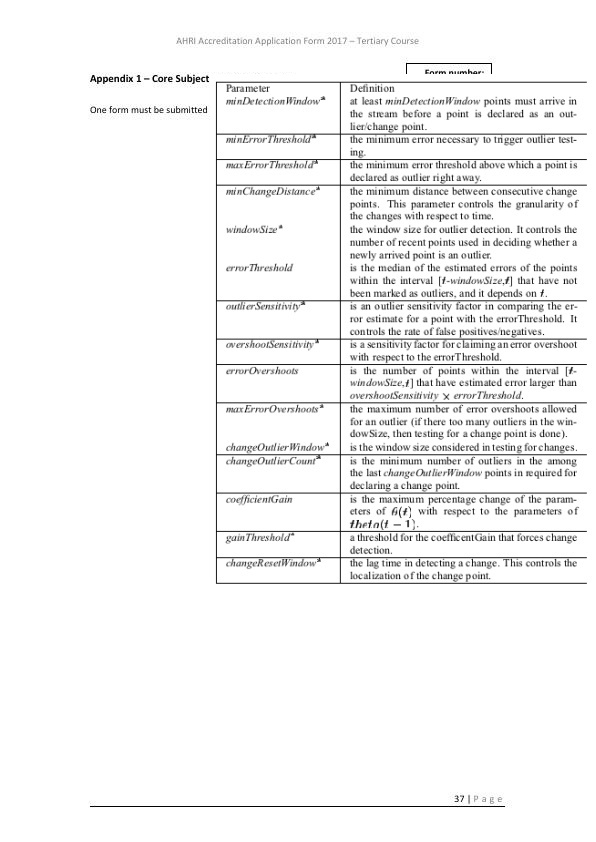 AHRI Accreditation Application Form 2017 – Tertiary Course
Form number:
Appendix 1 – Core Subject
One form must be submitted
Parameter Definition
minDetectionWindow* at least minDetectionWindow points must arrive in
the stream before a point is declared as an out-
lier/change point.
minErrorThreshold* the minimum error necessary to trigger outlier test-
ing.
maxErrorThreshold* the minimum error threshold above which a point is
declared as outlier right away.
minChangeDistance* the minimum distance between consecutive change
points. This parameter controls the granularity of
the changes with respect to time.
windowSize* the window size for outlier detection. It controls the
number of recent points used in deciding whether a
newly arrived point is an outlier.
errorThreshold is the median of the estimated errors of the points
within the interval [t-windowSize,t] that have not
been marked as outliers, and it depends on t.
outlierSensitivity* is an outlier sensitivity factor in comparing the er-
ror estimate for a point with the errorThreshold. It
controls the rate of false positives/negatives.
overshootSensitivity* is a sensitivity factor for claiming an error overshoot
with respect to the errorThreshold.
errorOvershoots is the number of points within the interval [t-
windowSize,t] that have estimated error larger than
overshootSensitivity × errorThreshold.
maxErrorOvershoots* the maximum number of error overshoots allowed
for an outlier (if there too many outliers in the win-
dowSize, then testing for a change point is done).
changeOutlierWindow* is the window size considered in testing for changes.
changeOutlierCount* is the minimum number of outliers in the among
the last changeOutlierWindow points in required for
declaring a change point.
coefficientGain is the maximum percentage change of the param-
eters of fi(t) with respect to the parameters of
theta(t − 1).
gainThreshold* a threshold for the coefficentGain that forces change
detection.
changeResetWindow* the lag time in detecting a change. This controls the
localization of the change point.
37 | Page